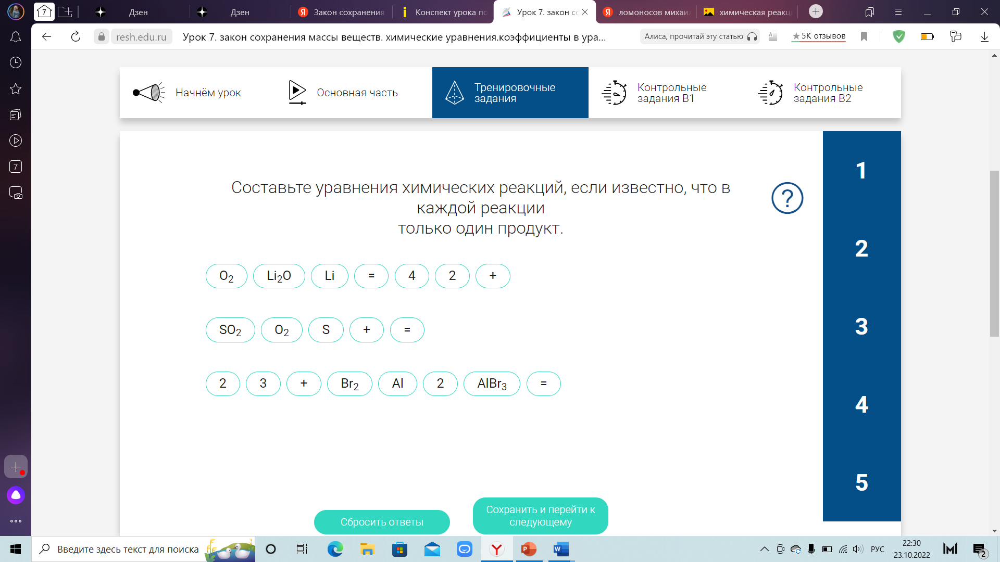 7
Дзен
Дзен
Закон сохранения
Конспект урока по
Урок 7. закон со
ломоносов михаил
химическая реакц
resh.edu.ru
Урок 7. закон сохранения массы веществ. химические уравнения.коэффициенты в ура...
Алиса, прочитай эту статью
5К отзывов
7
Начнём урок
Основная часть
Тренировочные
задания
Контрольные
задания В1
Контрольные
задания В2
Составьте уравнения химических реакций, если известно, что в
каждой реакции
только один продукт.
?
O₂ Li₂O Li = 4 2 +
SO₂ O₂ S + =
2 3 + Br₂ Al 2 AlBr₃ =
1
2
3
4
5
Сбросить ответы
Сохранить и перейти к
следующему
Введите здесь текст для поиска
РУС
22:30
23.10.2022
2